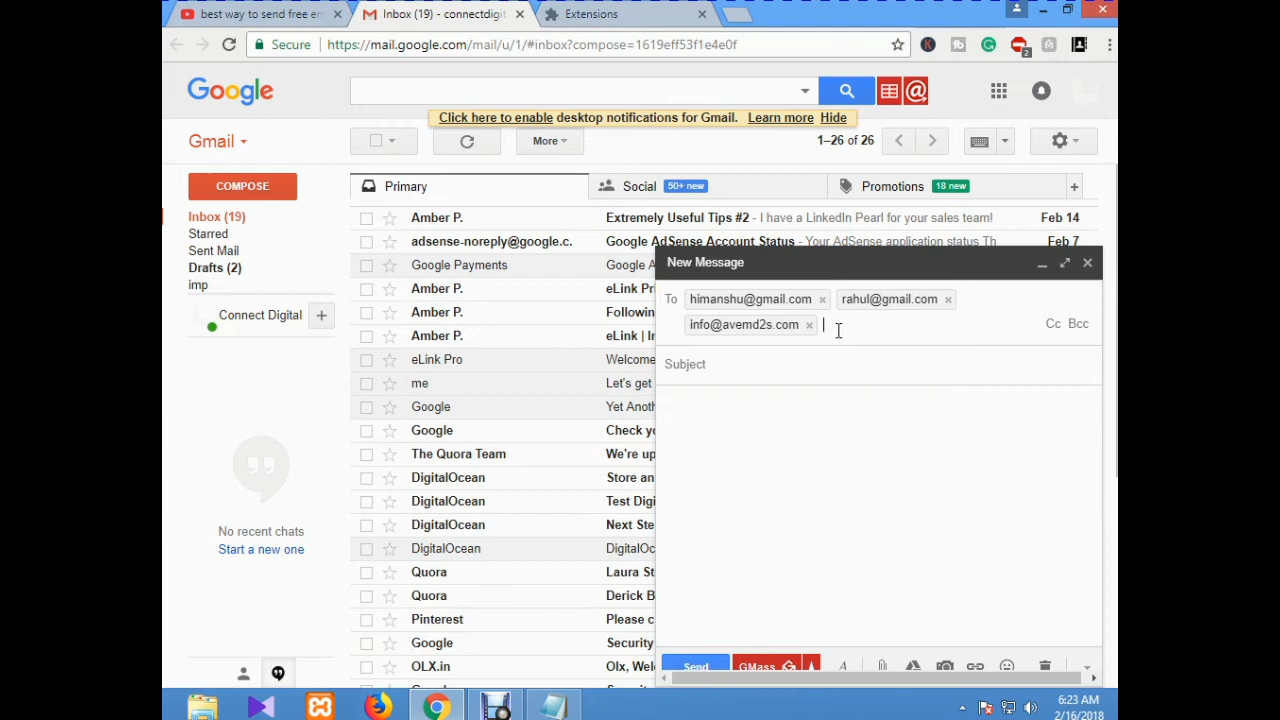 best way to send free em
Inbox (19) - connectdigit
Extensions
Secure
https://mail.google.com/mail/u/1/#inbox?compose=1619eff53f1e4e0f
2
Google
Click here to enable desktop notifications for Gmail. Learn more Hide
Gmail
More
1–26 of 26
COMPOSE
Inbox (19)
Starred
Sent Mail
Drafts (2)
imp
Connect Digital
No recent chats
Start a new one
Primary
Social 50+ new
Promotions 18 new
Amber P. Extremely Useful Tips #2 - I have a LinkedIn Pearl for your sales team! Feb 14
adsense-noreply@google.c. Google AdSense Account Status - Your AdSense application status Th Feb 7
Google Payments Google A
Amber P. eLink Pri
Amber P. Followin
Amber P. eLink | In
eLink Pro Welcome
me Let's get
Google Yet Anoth
Google Check yo
The Quora Team We're up
DigitalOcean Store an
DigitalOcean Test Digi
DigitalOcean Next Ste
DigitalOcean DigitalOc
Quora Laura St
Quora Derick B
Pinterest Please c
Google Security
OLX.in Olx, Wel
New Message
To himanshu@gmail.com rahul@gmail.com
info@avemd2s.com
Cc Bcc
Subject
Send
GMass
6:23 AM
2/16/2018